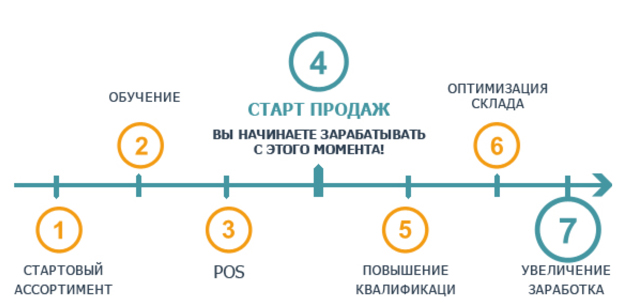 1
СТАРТОВЫЙ
АССОРТИМЕНТ
2
ОБУЧЕНИЕ
3
POS
4
СТАРТ ПРОДАЖ
ВЫ НАЧИНАЕТЕ ЗАРАБАТЫВАТЬ
С ЭТОГО МОМЕНТА!
5
ПОВЫШЕНИЕ
КВАЛИФИКАЦИ
ОПТИМИЗАЦИЯ
СКЛАДА
6
7
УВЕЛИЧЕНИЕ
ЗАРАБОТКА